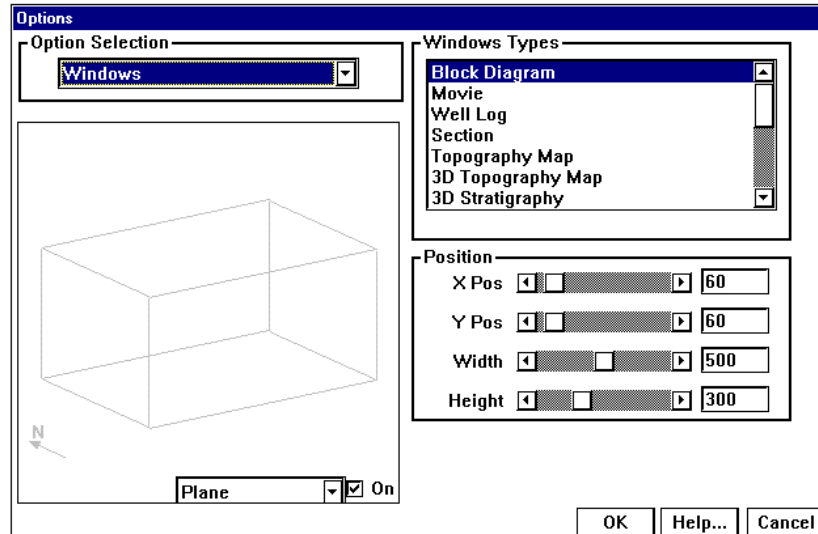 Options
Option Selection
Windows
Windows Types
Block Diagram
Movie
Well Log
Section
Topography Map
3D Topography Map
3D Stratigraphy
Position
X Pos 60
Y Pos 60
Width 500
Height 300
N
Plane On
OK Help... Cancel